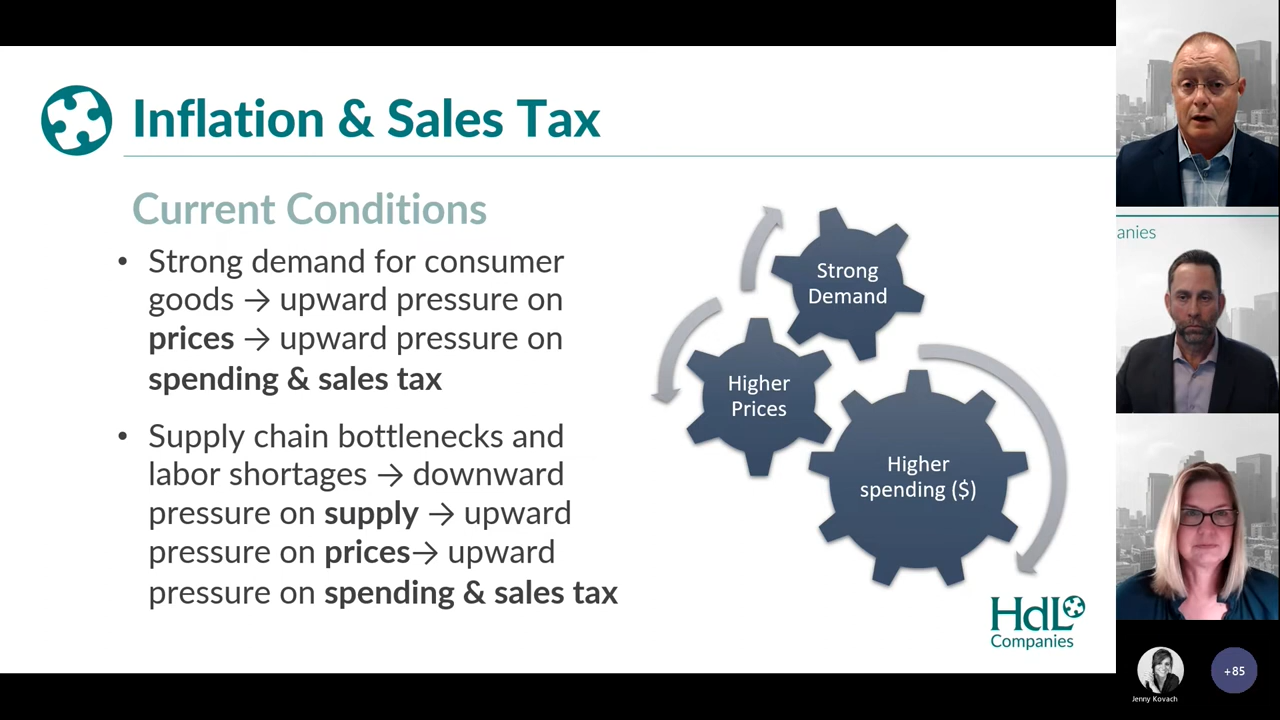 Inflation & Sales Tax
Current Conditions
• Strong demand for consumer
goods → upward pressure on
prices → upward pressure on
spending & sales tax
• Supply chain bottlenecks and
labor shortages → downward
pressure on supply → upward
pressure on prices→ upward
pressure on spending & sales tax
Strong
Demand
Higher
Prices
Higher
spending ($)
HdL
Companies
anies
Jenny Kovach
+85